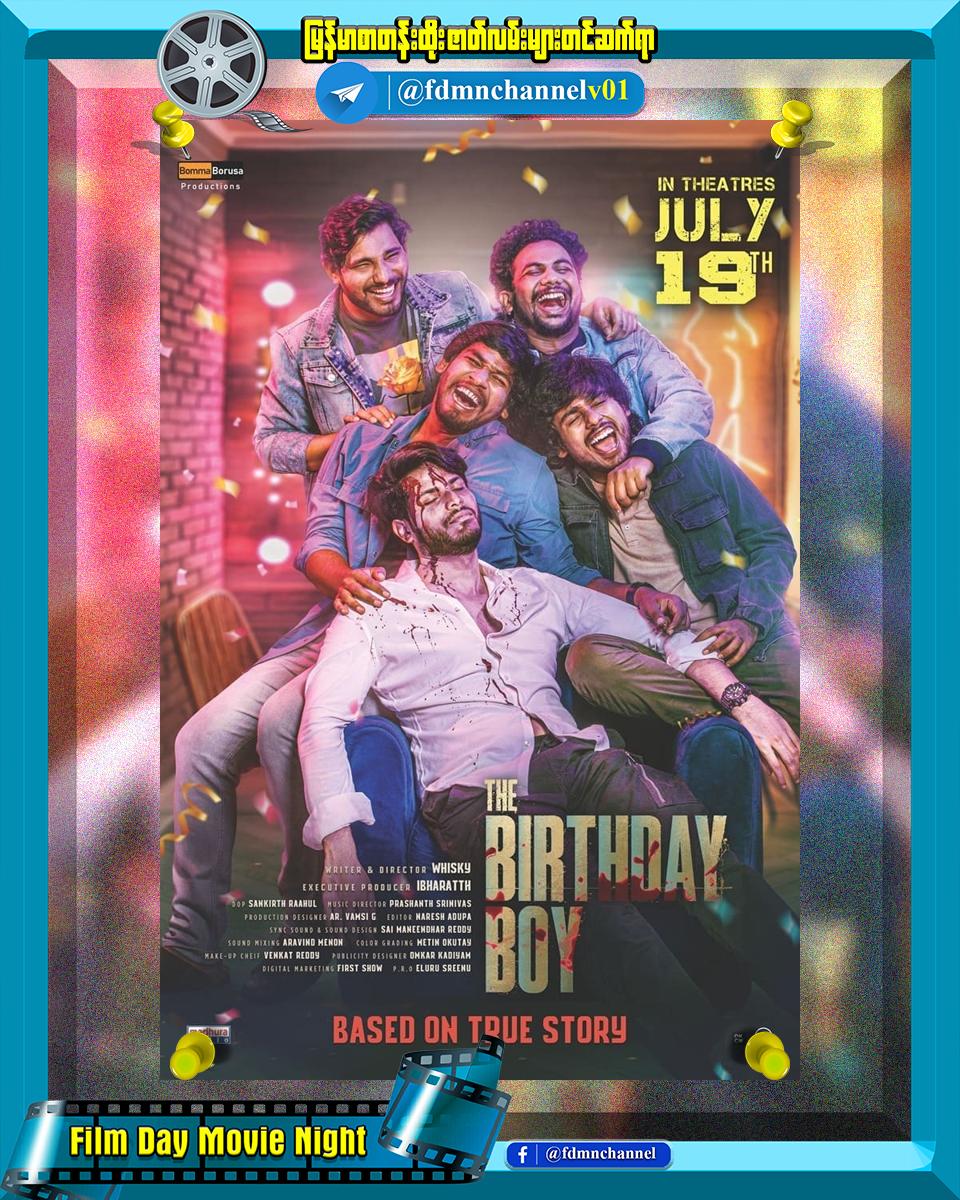 မြန်မာစာတန်းထိုးဇာတ်လမ်းများတင်ဆက်ရာ
@fdmnchannelv01
BommaBorusa
Productions
IN THEATRES
JULY
19TH
THE
BIRTHDAY
BOY
WRITER & DIRECTOR WHISKY
EXECUTIVE PRODUCER IBHARATTH
DOP SANKIRTH RAAHUL MUSIC DIRECTOR PRASHANTH SRINIVAS
PRODUCTION DESIGNER AR. VAMSI G EDITOR NARESH ADUPA
SYNC SOUND & SOUND DESIGN SAI MANEENDHAR REDDY
SOUND MIXING ARAVIND MENON COLOR GRADING METIN OKUTAY
MAKE-UP CHEIF VENKAT REDDY PUBLICITY DESIGNER OMKAR KADIYAM
DIGITAL MARKETING FIRST SHOW P.R.O ELURU SREENU
BASED ON TRUE STORY
Film Day Movie Night
@fdmnchannel